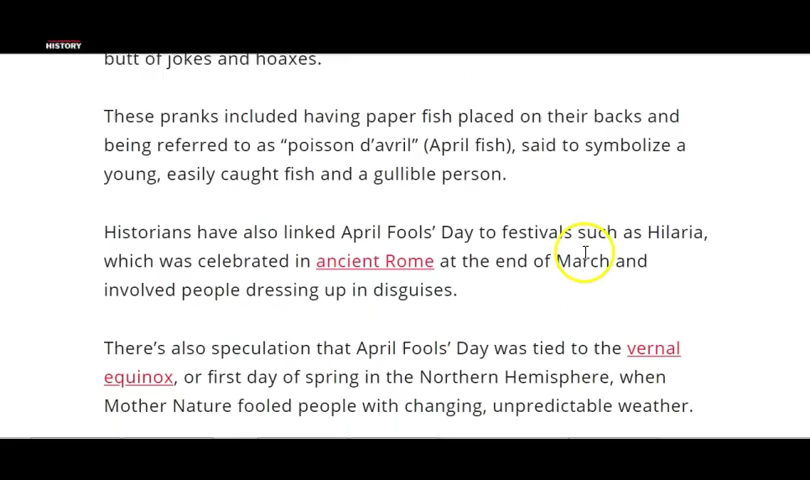 HISTORY
butt of jokes and hoaxes.
These pranks included having paper fish placed on their backs and
being referred to as “poisson d’avril” (April fish), said to symbolize a
young, easily caught fish and a gullible person.
Historians have also linked April Fools’ Day to festivals such as Hilaria,
which was celebrated in ancient Rome at the end of March and
involved people dressing up in disguises.
There’s also speculation that April Fools’ Day was tied to the vernal
equinox, or first day of spring in the Northern Hemisphere, when
Mother Nature fooled people with changing, unpredictable weather.